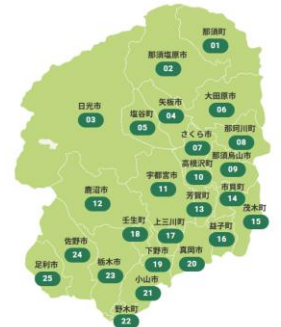 那須町
01
那須塩原市
02
大田原市
06
日光市
03
矢板市
04
塩谷町
05
那珂川町
08
さくら市
07
那須烏山市
09
高根沢町
10
宇都宮市
11
市貝町
14
鹿沼市
12
芳賀町
13
茂木町
15
壬生町
18
上三川町
17
益子町
16
佐野市
24
下野市
19
真岡市
20
足利市
25
栃木市
23
小山市
21
野木町
22